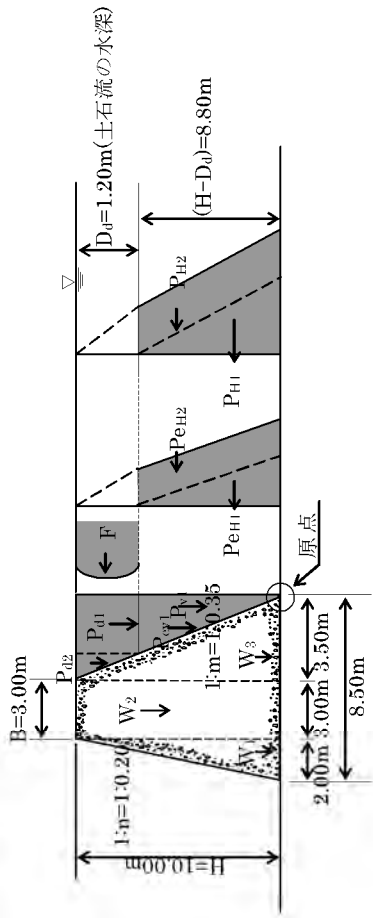 Dd=1.20m(土石流の水深)
(H-Dd)=8.80m
PH2
PH1
PeH2
PeH1
F
原点
Pd1
Pd2
Pv1
Pev1
1:m=1:0.35
B=3.00m
W2
W3
W1
1:n=1:0.20
H=10.00m
2.00m
3.00m
3.50m
8.50m